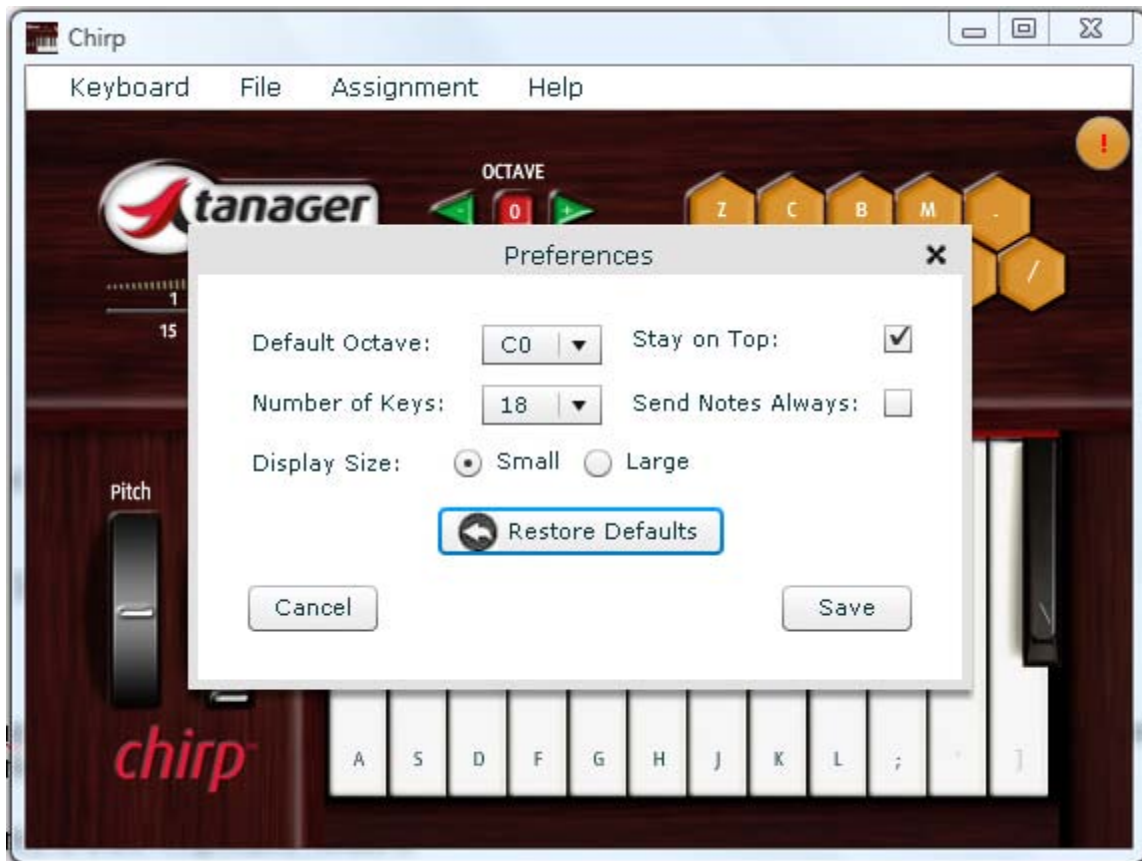 Chirp
Keyboard File Assignment Help
!
OCTAVE
tanager
- 0 +
Z C B M .
/
1
15
Preferences
Default Octave: C0 Stay on Top:
Number of Keys: 18 Send Notes Always:
Display Size: Small Large
Restore Defaults
Cancel Save
Pitch
\
chirp
A S D F G H J K L ; ' ]